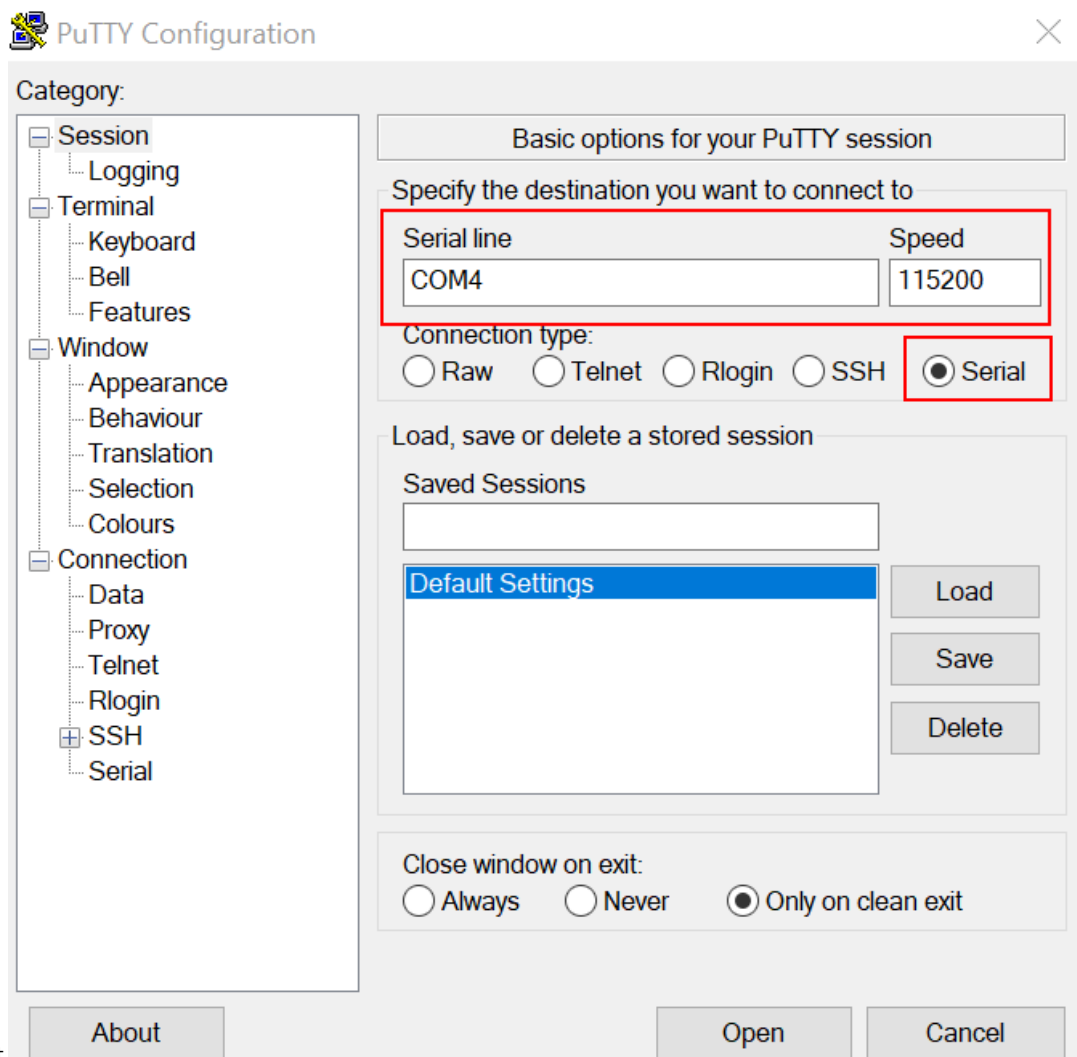 PuTTY Configuration
Category:
Session
Logging
Terminal
Keyboard
Bell
Features
Window
Appearance
Behaviour
Translation
Selection
Colours
Connection
Data
Proxy
Telnet
Rlogin
SSH
Serial
Basic options for your PuTTY session
Specify the destination you want to connect to
Serial line Speed
COM4 115200
Connection type:
Raw Telnet Rlogin SSH Serial
Load, save or delete a stored session
Saved Sessions
Default Settings
Load
Save
Delete
Close window on exit:
Always Never Only on clean exit
About Open Cancel